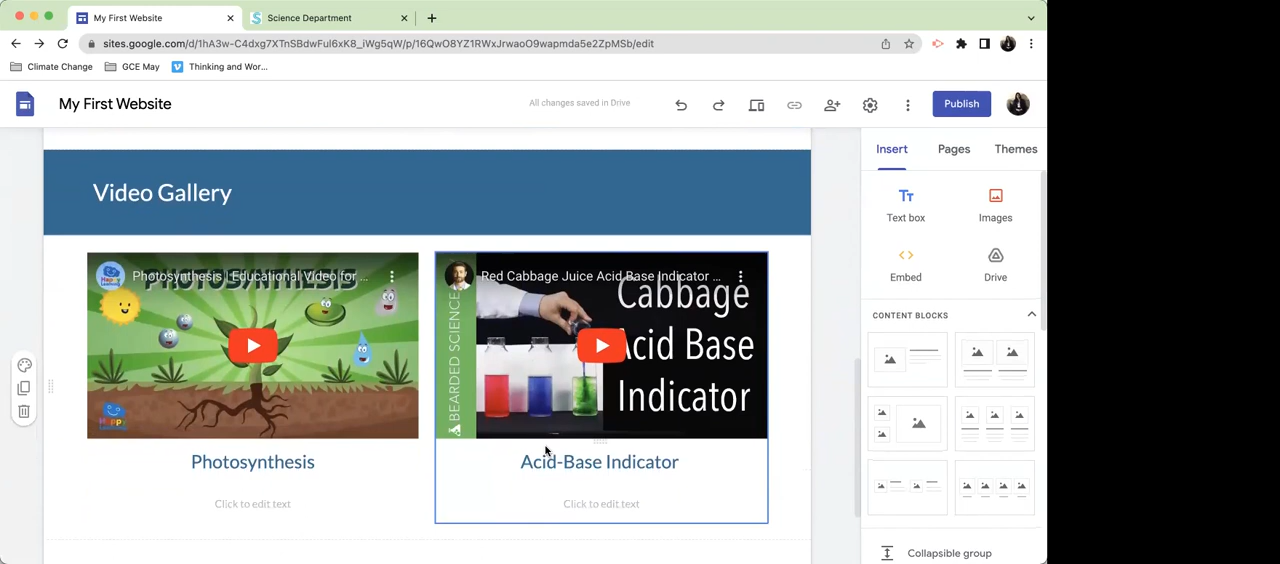 My First Website
Science Department
sites.google.com/d/1hA3w-C4dxg7XTnSBdwFul6xK8_iWg5qW/p/16QwO8YZ1RWxJrwaoO9wapmda5e2ZpMSb/edit
Climate Change
GCE May
Thinking and Wor...
My First Website
All changes saved in Drive
Publish
Insert
Pages
Themes
Video Gallery
Text box
Images
Embed
Drive
CONTENT BLOCKS
Photosynthesis | Educational Video for ...
PHOTOSYNTHESIS
Happy Learning
Red Cabbage Juice Acid Base Indicator ...
BEARDED SCIENCE
Cabbage
Acid Base
Indicator
Photosynthesis
Acid-Base Indicator
Click to edit text
Click to edit text
Collapsible group